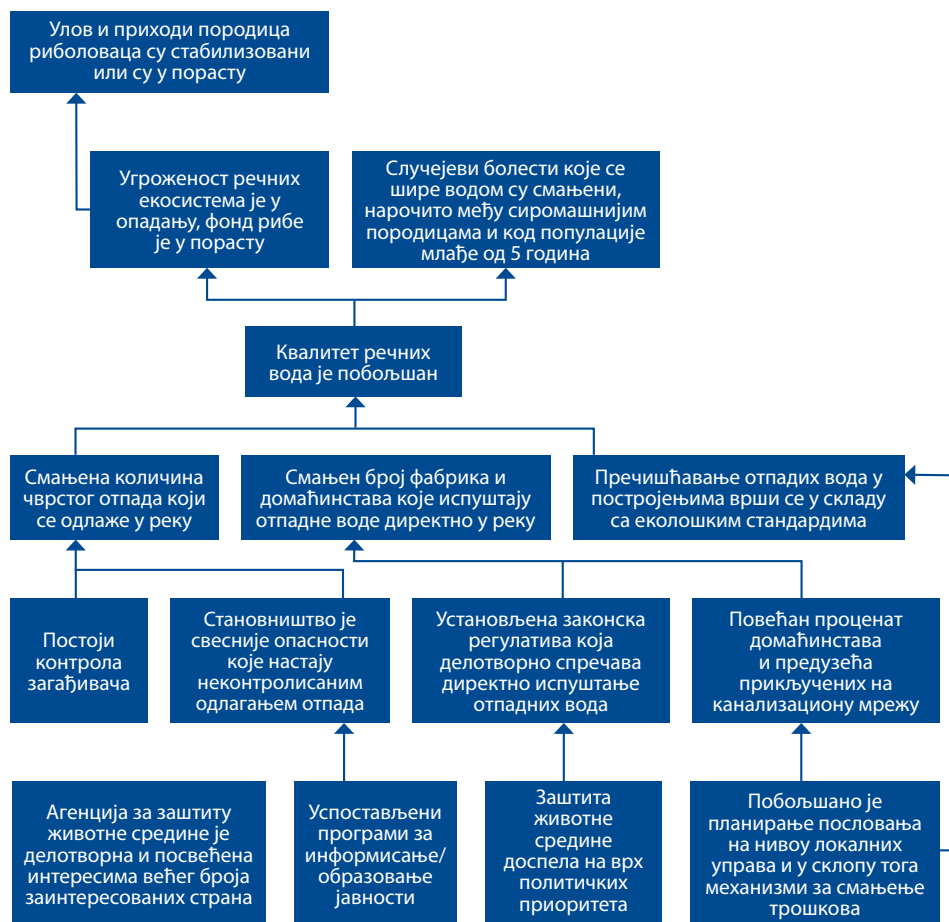 Улов и приходи породица
риболоваца су стабилизовани
или су у порасту
Угроженост речних
екосистема је у
опадању, фонд рибе
је у порасту
Случејеви болести које се
шире водом су смањени,
нарочито међу сиромашнијим
породицама и код популације
млађе од 5 година
Квалитет речних
вода је побољшан
Смањена количина
чврстог отпада који
се одлаже у реку
Смањен број фабрика и
домаћинстава које испуштају
отпадне воде директно у реку
Пречишћавање отпадих вода у
постројењима врши се у складу
са еколошким стандардима
Постоји
контрола
загађивача
Становништво је
свесније опасности
које настају
неконтролисаним
одлагањем отпада
Установљена законска
регулатива која
делотворно спречава
директно испуштање
отпадних вода
Повећан проценат
домаћинстава
и предузећа
прикључених на
канализациону мрежу
Агенција за заштиту
животне средине је
делотворна и посвећена
интересима већег броја
заинтересованих страна
Успостављени
програми за
информисање/
образовање
јавности
Заштита
животне
средине
доспела на врх
политичких
приоритета
Побољшано је
планирање пословања
на нивоу локалних
управа и у склопу тога
механизми за смањење
трошкова